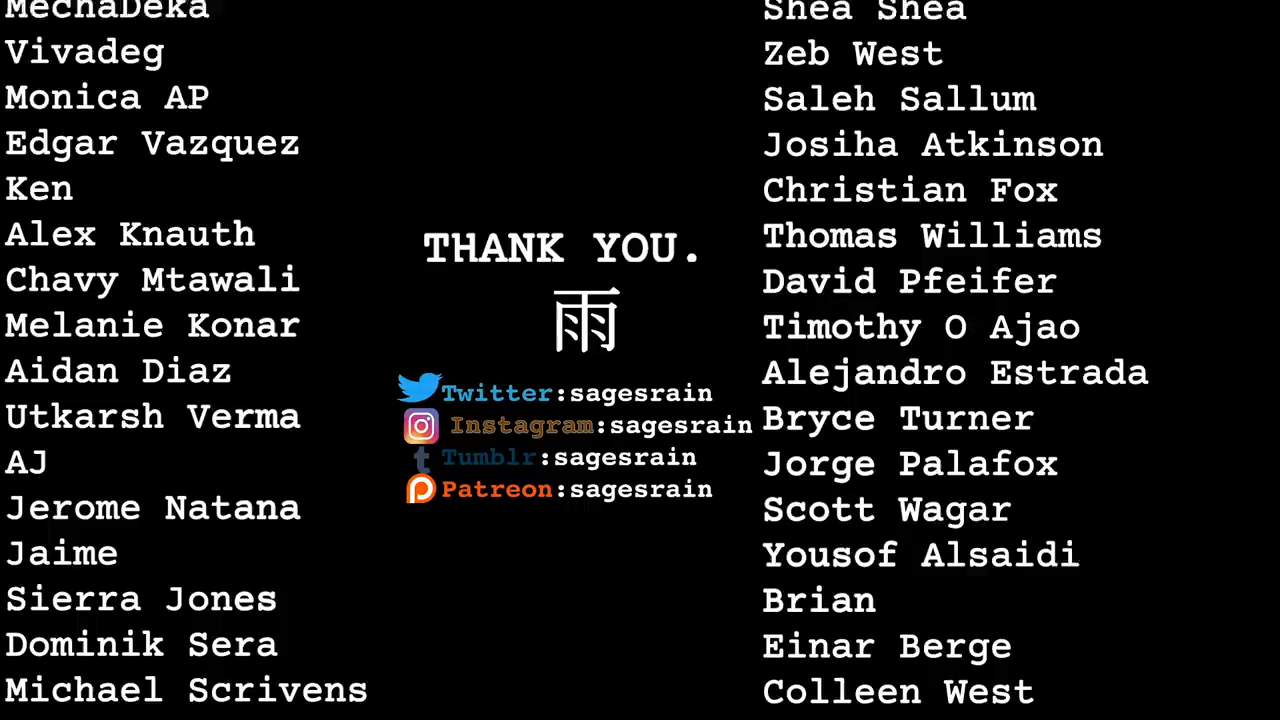 MechaDeka
Vivadeg
Monica AP
Edgar Vazquez
Ken
Alex Knauth
Chavy Mtawali
Melanie Konar
Aidan Diaz
Utkarsh Verma
AJ
Jerome Natana
Jaime
Sierra Jones
Dominik Sera
Michael Scrivens
THANK YOU.
雨
Twitter:sagesrain
Instagram:sagesrain
Tumblr:sagesrain
Patreon:sagesrain
Shea Shea
Zeb West
Saleh Sallum
Josiha Atkinson
Christian Fox
Thomas Williams
David Pfeifer
Timothy O Ajao
Alejandro Estrada
Bryce Turner
Jorge Palafox
Scott Wagar
Yousof Alsaidi
Brian
Einar Berge
Colleen West